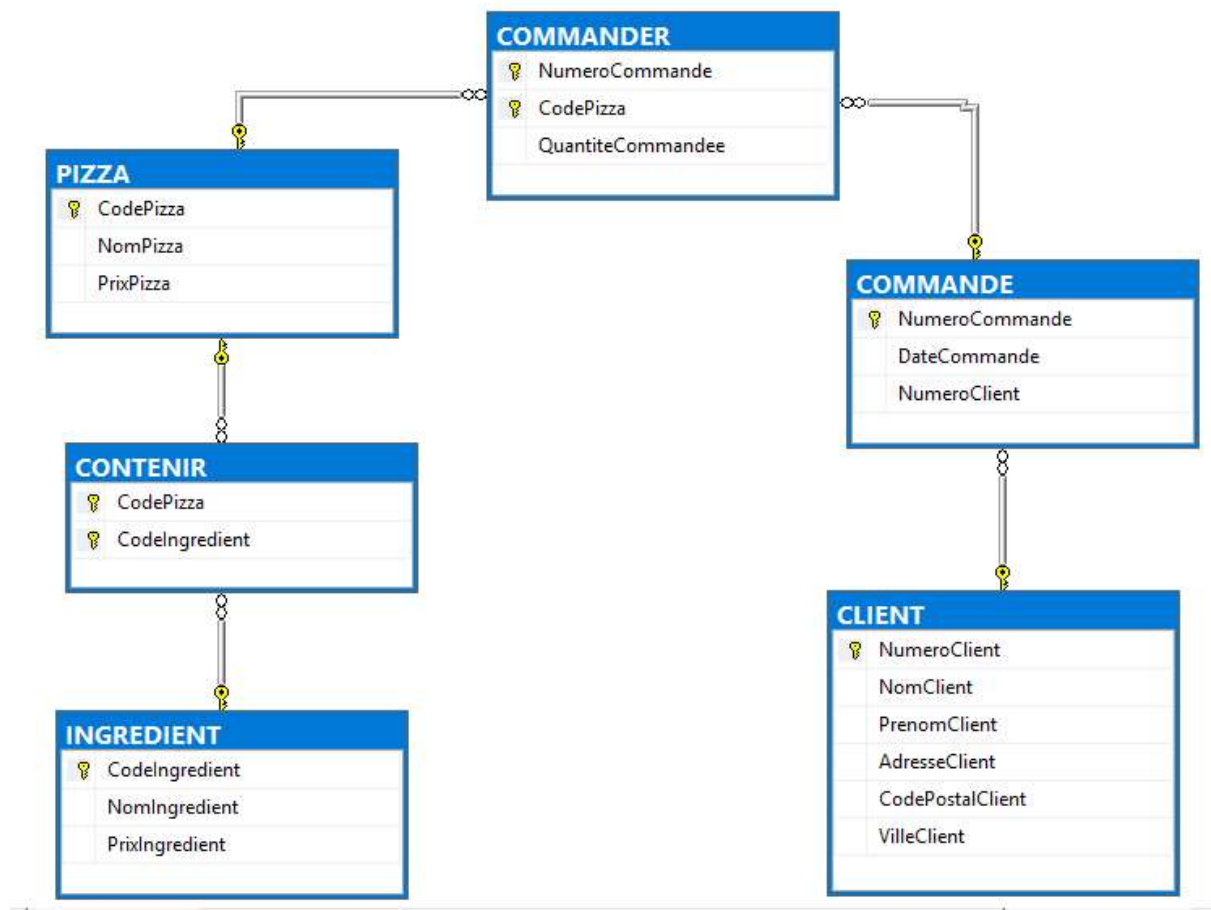 COMMANDER
NumeroCommande
CodePizza
QuantiteCommandee
PIZZA
CodePizza
NomPizza
PrixPizza
COMMANDE
NumeroCommande
DateCommande
NumeroClient
CONTENIR
CodePizza
CodeIngredient
CLIENT
NumeroClient
NomClient
PrenomClient
AdresseClient
CodePostalClient
VilleClient
INGREDIENT
CodeIngredient
NomIngredient
PrixIngredient